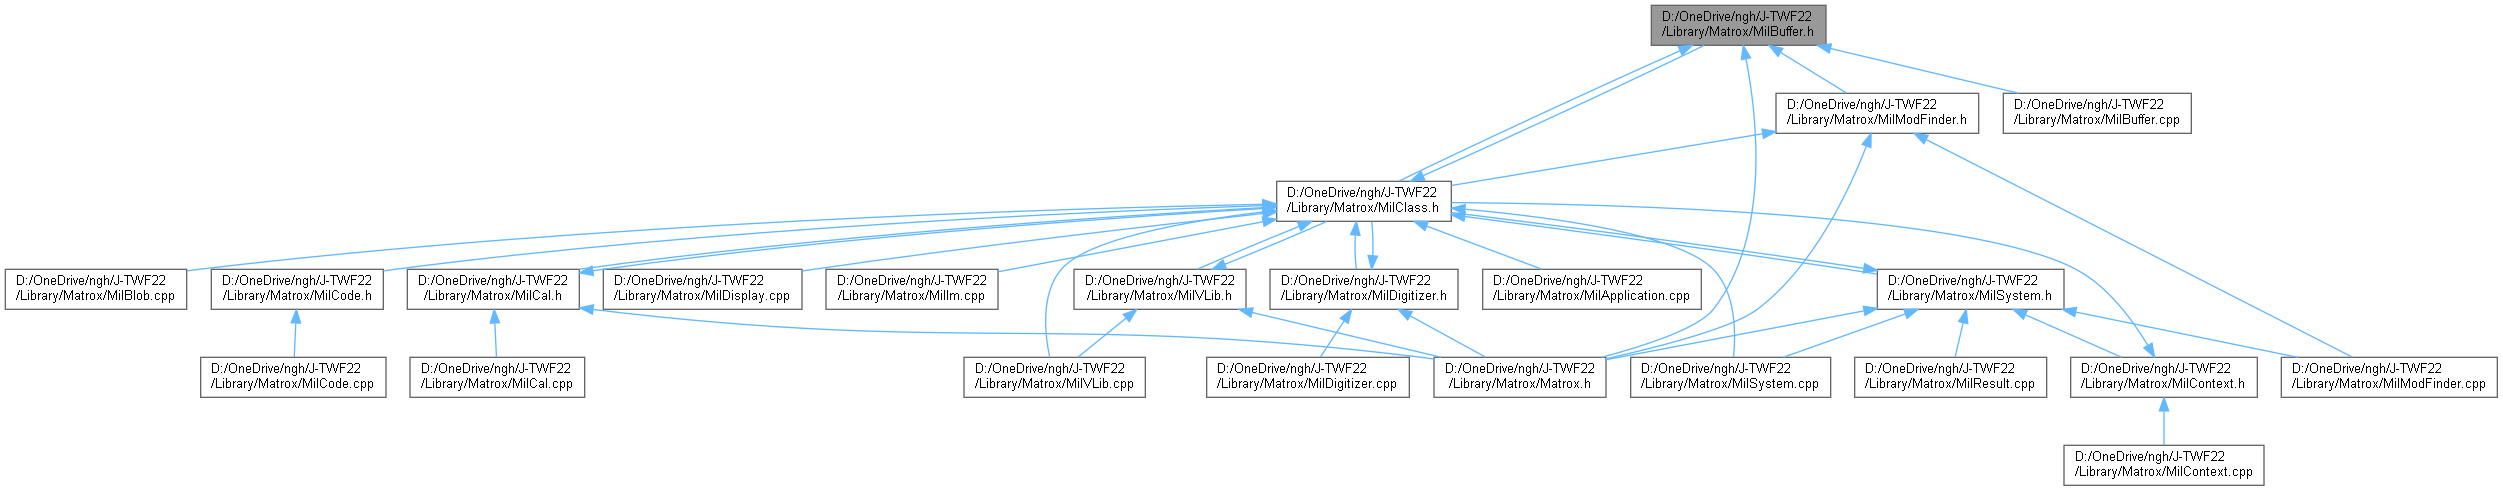 D:/OneDrive/ngh/J-TWF22
/Library/Matrox/MilBuffer.h
D:/OneDrive/ngh/J-TWF22
/Library/Matrox/MilModFinder.h
D:/OneDrive/ngh/J-TWF22
/Library/Matrox/MilBuffer.cpp
D:/OneDrive/ngh/J-TWF22
/Library/Matrox/MilClass.h
D:/OneDrive/ngh/J-TWF22
/Library/Matrox/MilBlob.cpp
D:/OneDrive/ngh/J-TWF22
/Library/Matrox/MilCode.h
D:/OneDrive/ngh/J-TWF22
/Library/Matrox/MilCal.h
D:/OneDrive/ngh/J-TWF22
/Library/Matrox/MilDisplay.cpp
D:/OneDrive/ngh/J-TWF22
/Library/Matrox/MilIm.cpp
D:/OneDrive/ngh/J-TWF22
/Library/Matrox/MilVLib.h
D:/OneDrive/ngh/J-TWF22
/Library/Matrox/MilDigitizer.h
D:/OneDrive/ngh/J-TWF22
/Library/Matrox/MilApplication.cpp
D:/OneDrive/ngh/J-TWF22
/Library/Matrox/MilSystem.h
D:/OneDrive/ngh/J-TWF22
/Library/Matrox/MilCode.cpp
D:/OneDrive/ngh/J-TWF22
/Library/Matrox/MilCal.cpp
D:/OneDrive/ngh/J-TWF22
/Library/Matrox/MilVLib.cpp
D:/OneDrive/ngh/J-TWF22
/Library/Matrox/MilDigitizer.cpp
D:/OneDrive/ngh/J-TWF22
/Library/Matrox/Matrox.h
D:/OneDrive/ngh/J-TWF22
/Library/Matrox/MilSystem.cpp
D:/OneDrive/ngh/J-TWF22
/Library/Matrox/MilResult.cpp
D:/OneDrive/ngh/J-TWF22
/Library/Matrox/MilContext.h
D:/OneDrive/ngh/J-TWF22
/Library/Matrox/MilModFinder.cpp
D:/OneDrive/ngh/J-TWF22
/Library/Matrox/MilContext.cpp